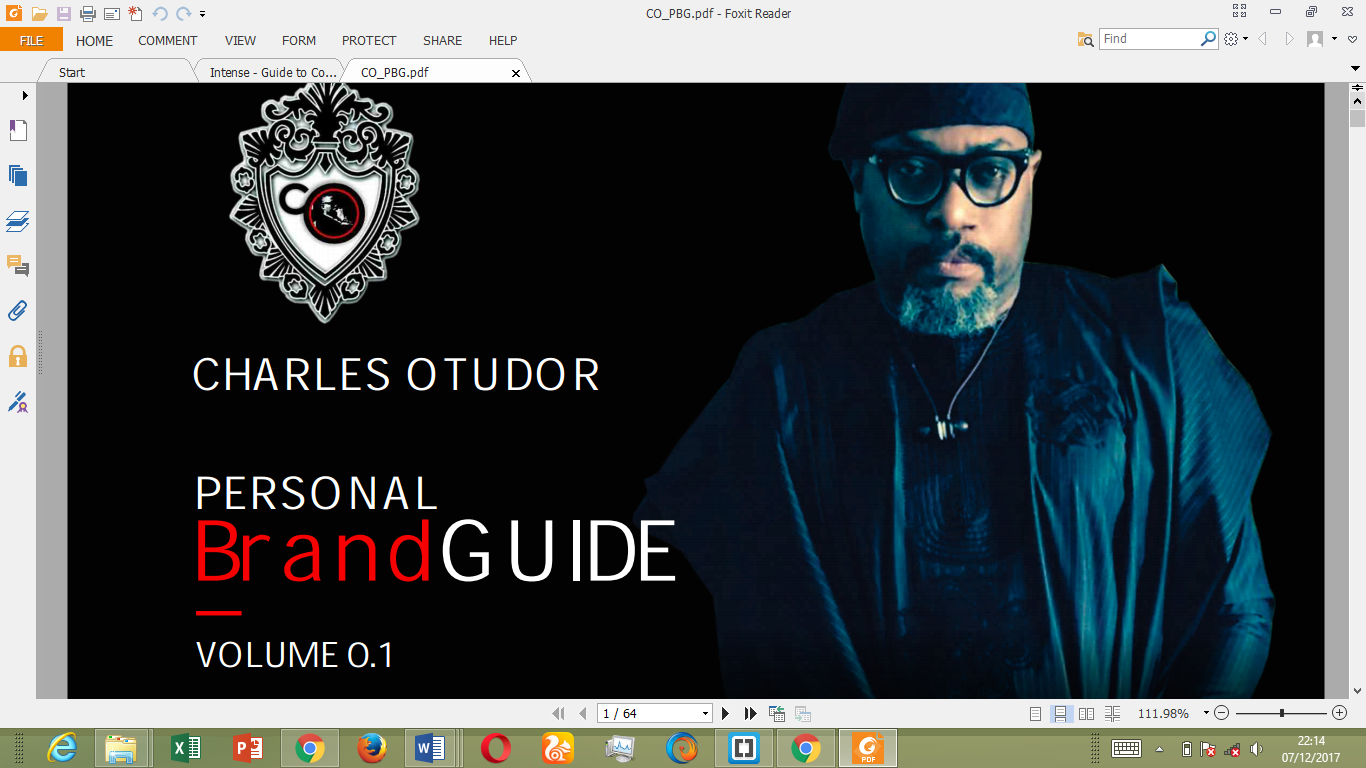 CO_PBG.pdf - Foxit Reader
FILE HOME COMMENT VIEW FORM PROTECT SHARE HELP
Find
Start
Intense - Guide to Co...
CO_PBG.pdf
CO
CHARLES OTUDOR
PERSONAL
BrandGUIDE
VOLUME 0.1
1 / 64
111.98%
PDF
22:14
07/12/2017